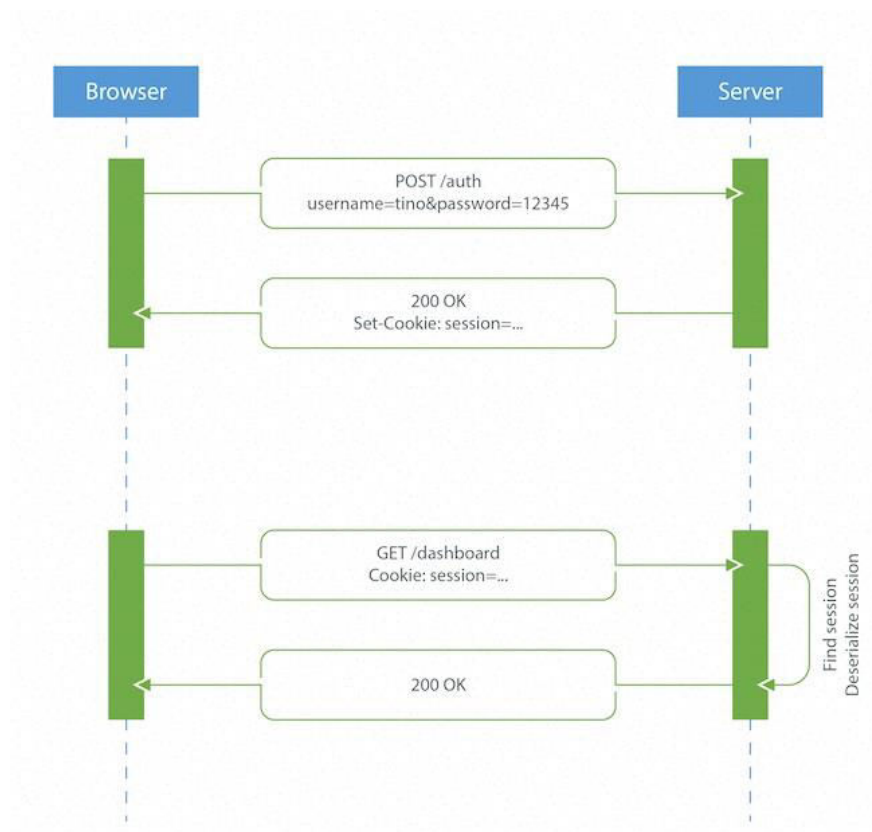 Browser
Server
POST /auth
username=tino&password=12345
200 OK
Set-Cookie: session=...
GET /dashboard
Cookie: session=...
Find session
Deserialize session
200 OK